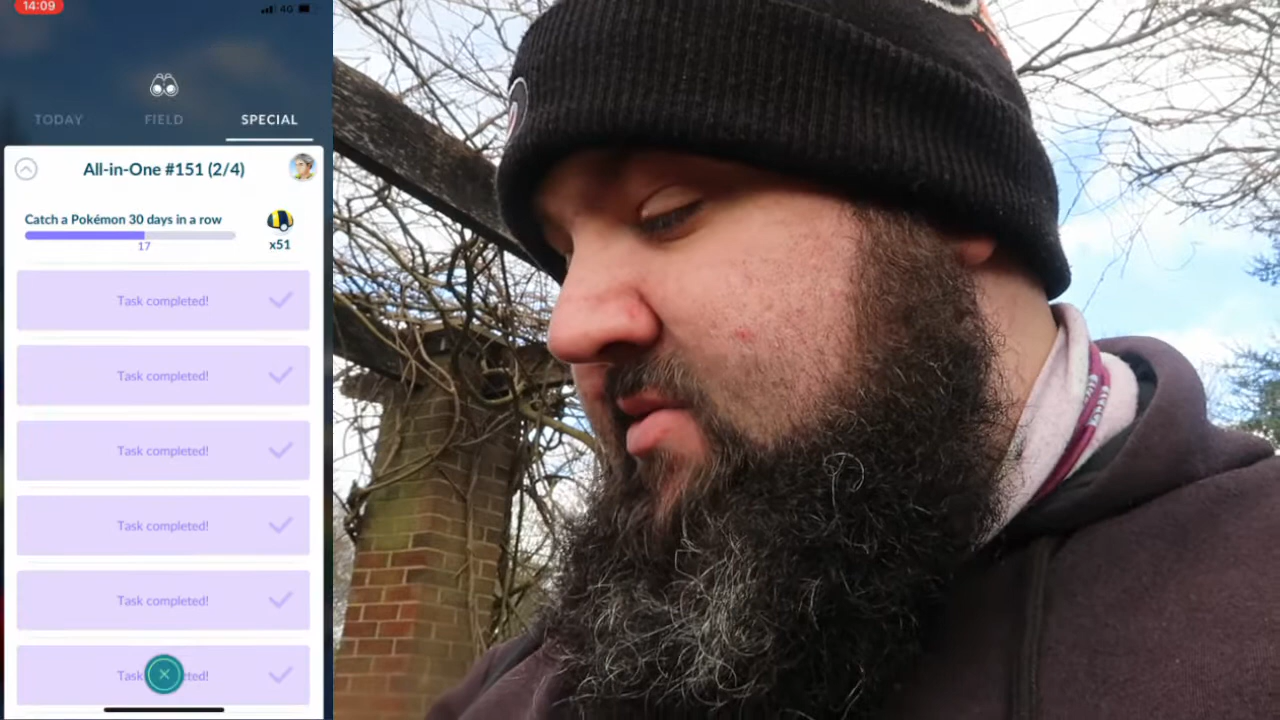 14:09
4G
TODAY
FIELD
SPECIAL
All-in-One #151 (2/4)
Catch a Pokémon 30 days in a row
17
x51
Task completed!
Task completed!
Task completed!
Task completed!
Task completed!